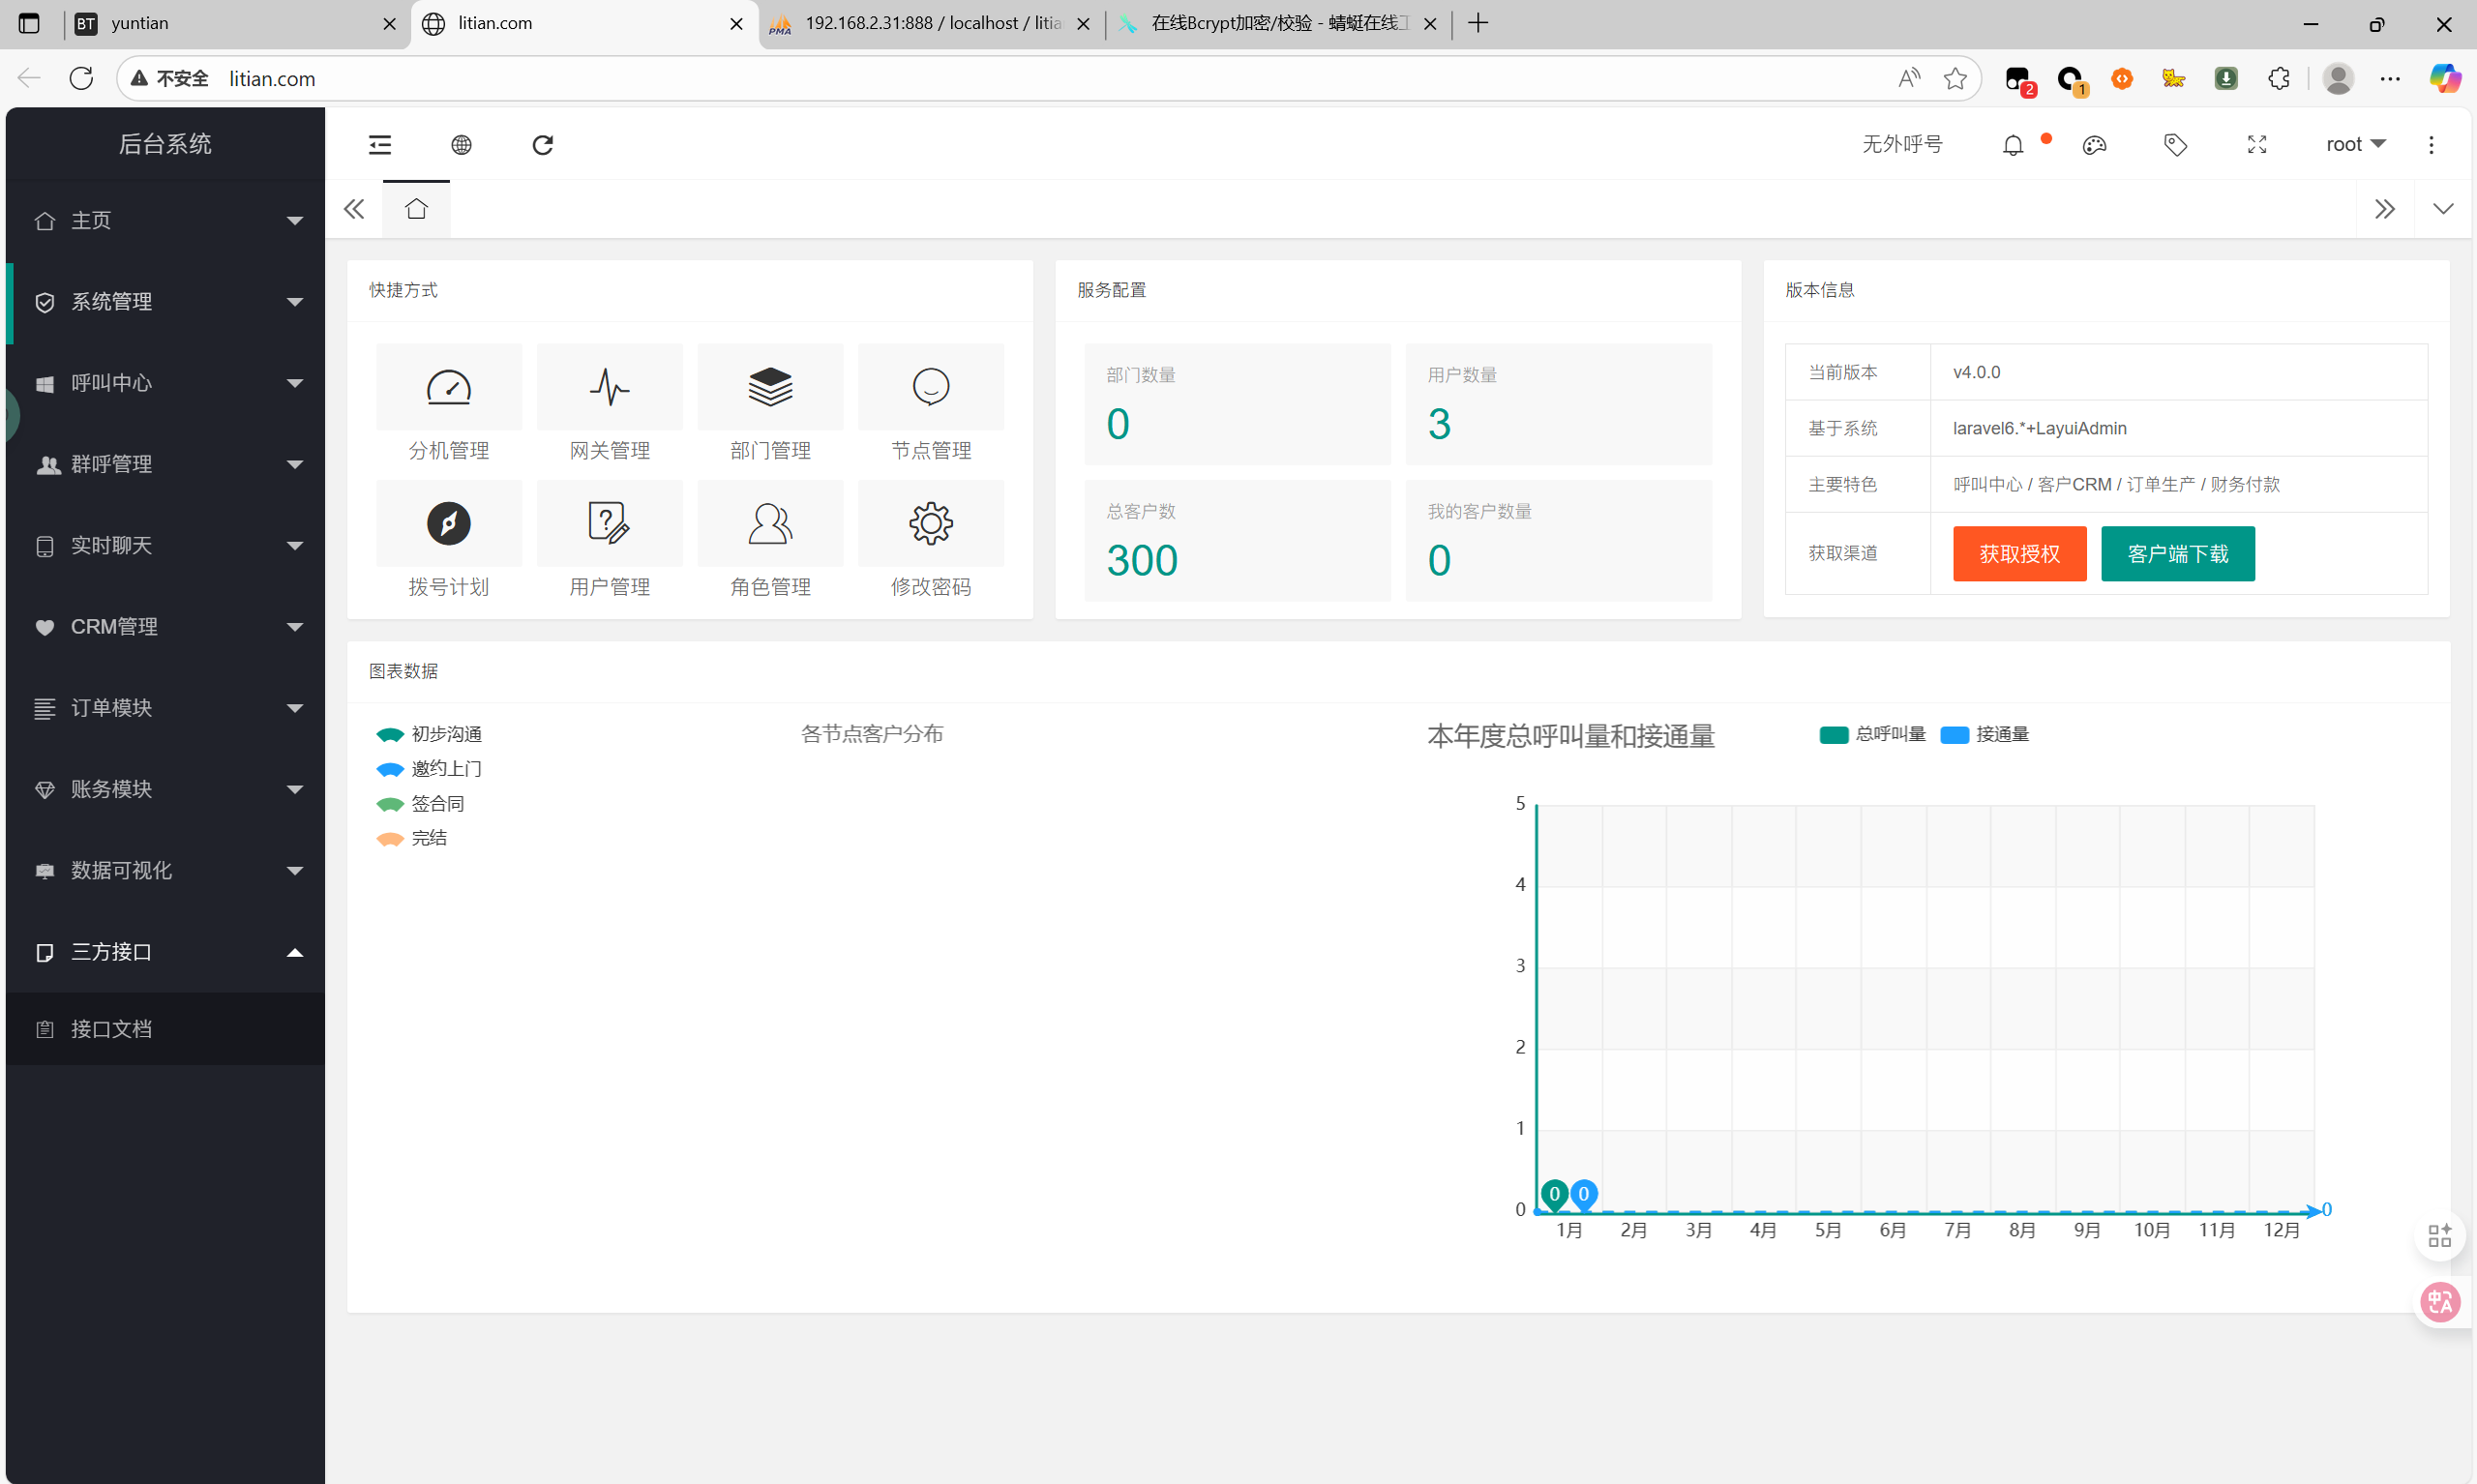 BT yuntian
litian.com
PMA 192.168.2.31:888 / localhost / litia
在线Bcrypt加密/校验 - 蜻蜓在线工
不安全 litian.com
2
1
后台系统
无外呼号
root
主页
系统管理
呼叫中心
群呼管理
实时聊天
CRM管理
订单模块
账务模块
数据可视化
三方接口
接口文档
快捷方式
分机管理 网关管理 部门管理 节点管理
拨号计划 用户管理 角色管理 修改密码
服务配置
部门数量
0
用户数量
3
总客户数
300
我的客户数量
0
版本信息
当前版本 v4.0.0
基于系统 laravel6.*+LayuiAdmin
主要特色 呼叫中心 / 客户CRM / 订单生产 / 财务付款
获取渠道 获取授权 客户端下载
图表数据
初步沟通
邀约上门
签合同
完结
各节点客户分布
本年度总呼叫量和接通量
总呼叫量 接通量
5
4
3
2
1
0
0 0
0
1月 2月 3月 4月 5月 6月 7月 8月 9月 10月 11月 12月
中A